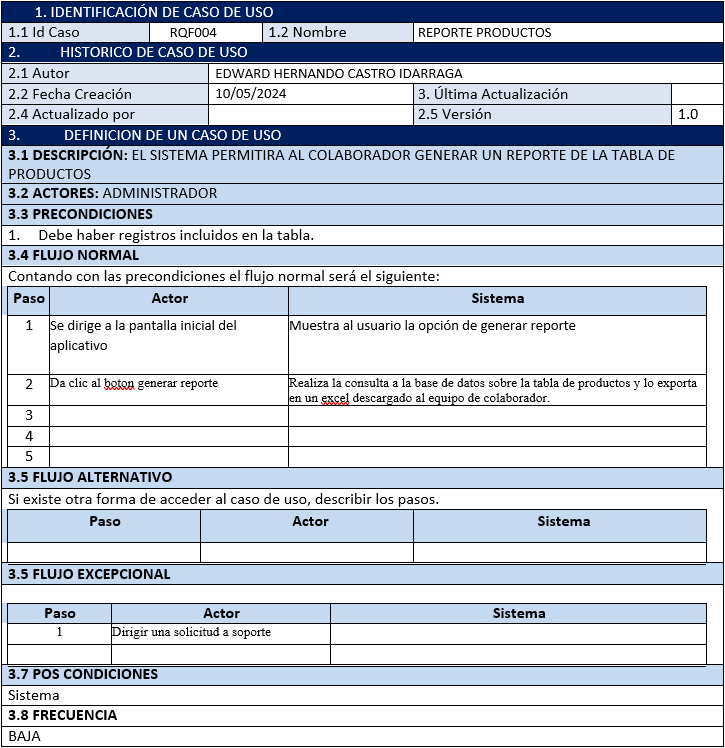 1. IDENTIFICACIÓN DE CASO DE USO
1.1 Id Caso RQF004 1.2 Nombre REPORTE PRODUCTOS
2. HISTORICO DE CASO DE USO
2.1 Autor EDWARD HERNANDO CASTRO IDARRAGA
2.2 Fecha Creación 10/05/2024 3. Última Actualización
2.4 Actualizado por 2.5 Versión 1.0
3. DEFINICION DE UN CASO DE USO
3.1 DESCRIPCIÓN: EL SISTEMA PERMITIRA AL COLABORADOR GENERAR UN REPORTE DE LA TABLA DE
PRODUCTOS
3.2 ACTORES: ADMINISTRADOR
3.3 PRECONDICIONES
1. Debe haber registros incluidos en la tabla.
3.4 FLUJO NORMAL
Contando con las precondiciones el flujo normal será el siguiente:
Paso Actor Sistema
1 Se dirige a la pantalla inicial del Muestra al usuario la opción de generar reporte
aplicativo
2 Da clic al boton generar reporte Realiza la consulta a la base de datos sobre la tabla de productos y lo exporta
en un excel descargado al equipo de colaborador.
3
4
5
3.5 FLUJO ALTERNATIVO
Si existe otra forma de acceder al caso de uso, describir los pasos.
Paso Actor Sistema
3.5 FLUJO EXCEPCIONAL
Paso Actor Sistema
1 Dirigir una solicitud a soporte
3.7 POS CONDICIONES
Sistema
3.8 FRECUENCIA
BAJA